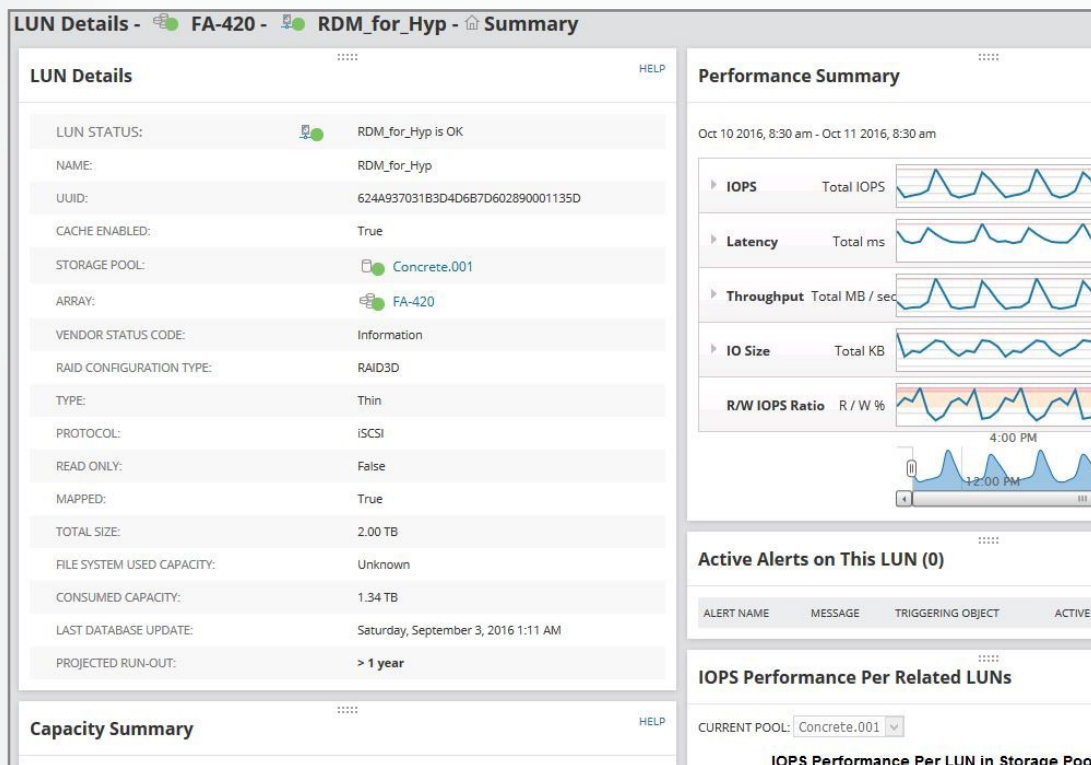 LUN Details - FA-420 - RDM_for_Hyp - Summary
LUN Details
HELP
LUN STATUS: RDM_for_Hyp is OK
NAME: RDM_for_Hyp
UUID: 624A937031B3D4D6B7D602890001135D
CACHE ENABLED: True
STORAGE POOL: Concrete.001
ARRAY: FA-420
VENDOR STATUS CODE: Information
RAID CONFIGURATION TYPE: RAID3D
TYPE: Thin
PROTOCOL: iSCSI
READ ONLY: False
MAPPED: True
TOTAL SIZE: 2.00 TB
FILE SYSTEM USED CAPACITY: Unknown
CONSUMED CAPACITY: 1.34 TB
LAST DATABASE UPDATE: Saturday, September 3, 2016 1:11 AM
PROJECTED RUN-OUT: > 1 year
Capacity Summary
HELP
Performance Summary
Oct 10 2016, 8:30 am - Oct 11 2016, 8:30 am
IOPS Total IOPS
Latency Total ms
Throughput Total MB / sec
IO Size Total KB
R/W IOPS Ratio R / W %
4:00 PM
12:00 PM
Active Alerts on This LUN (0)
ALERT NAME MESSAGE TRIGGERING OBJECT ACTIVE
IOPS Performance Per Related LUNs
CURRENT POOL: Concrete.001
IOPS Performance Per LUN in Storage Poo